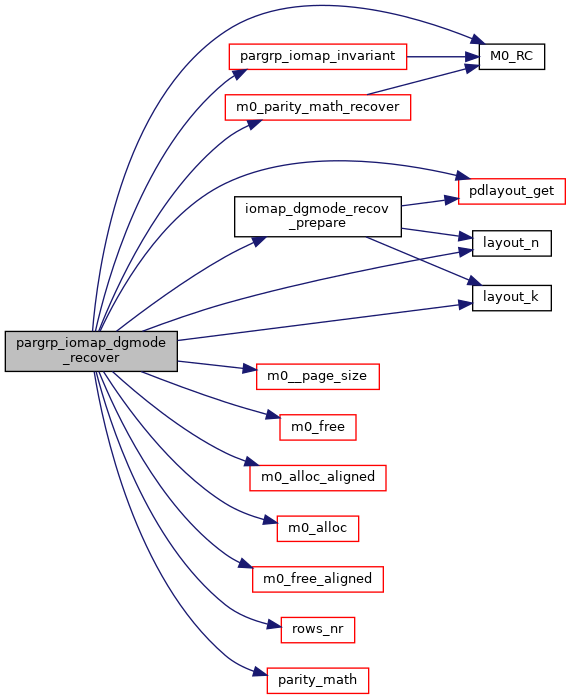 M0_RC
pargrp_iomap_invariant
m0_parity_math_recover
pdlayout_get
iomap_dgmode_recov
_prepare
layout_n
layout_k
pargrp_iomap_dgmode
_recover
m0__page_size
m0_free
m0_alloc_aligned
m0_alloc
m0_free_aligned
rows_nr
parity_math